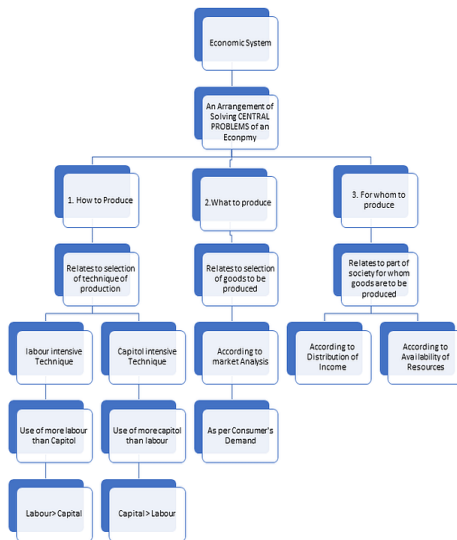 Economic System
An Arrangement of
Solving CENTRAL
PROBLEMS of an
Econpmy
1. How to Produce
2.What to produce
3. For whom to
produce
Relates to selection
of technique of
production
Relates to selection
of goods to be
produced
Relates to part of
society for whom
goods are to be
produced
labour intensive
Technique
Capitol intensive
Technique
According to
market Analysis
According to
Distribution of
Income
According to
Availability of
Resources
Use of more labour
than Capitol
Use of more capitol
than labour
As per Consumer's
Demand
Labour> Capital
Capital > Labour